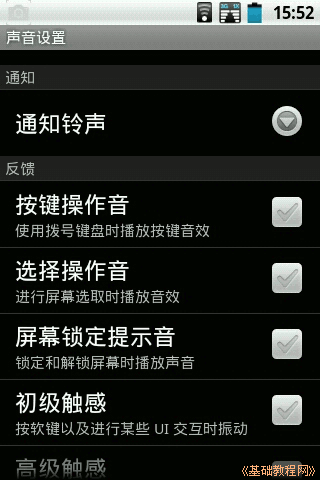 3G 1X 15:52
声音设置
通知
通知铃声
反馈
按键操作音
使用拨号键盘时播放按键音效
选择操作音
进行屏幕选取时播放音效
屏幕锁定提示音
锁定和解锁屏幕时播放声音
初级触感
按软键以及进行某些 UI 交互时振动
高级触感
《基础教程网》